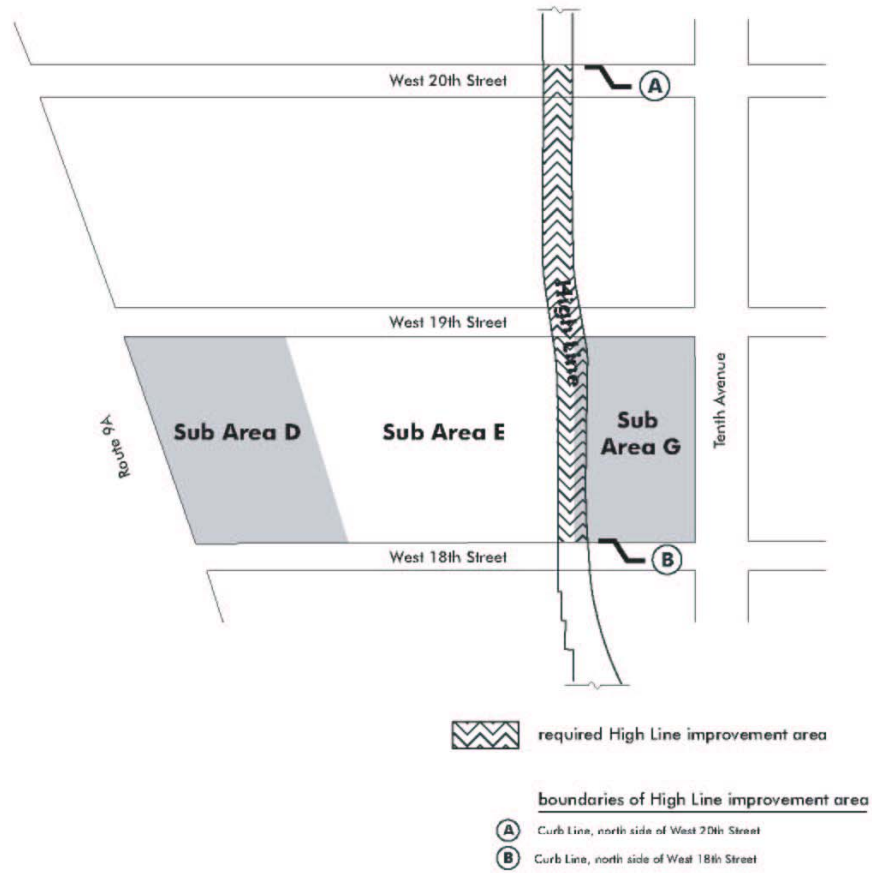 West 20th Street
A
High Line
West 19th Street
Route 9A
Sub Area D
Sub Area E
Sub
Area G
Tenth Avenue
West 18th Street
B
required High Line improvement area
boundaries of High Line improvement area
A Curb Line, north side of West 20th Street
B Curb Line, north side of West 18th Street